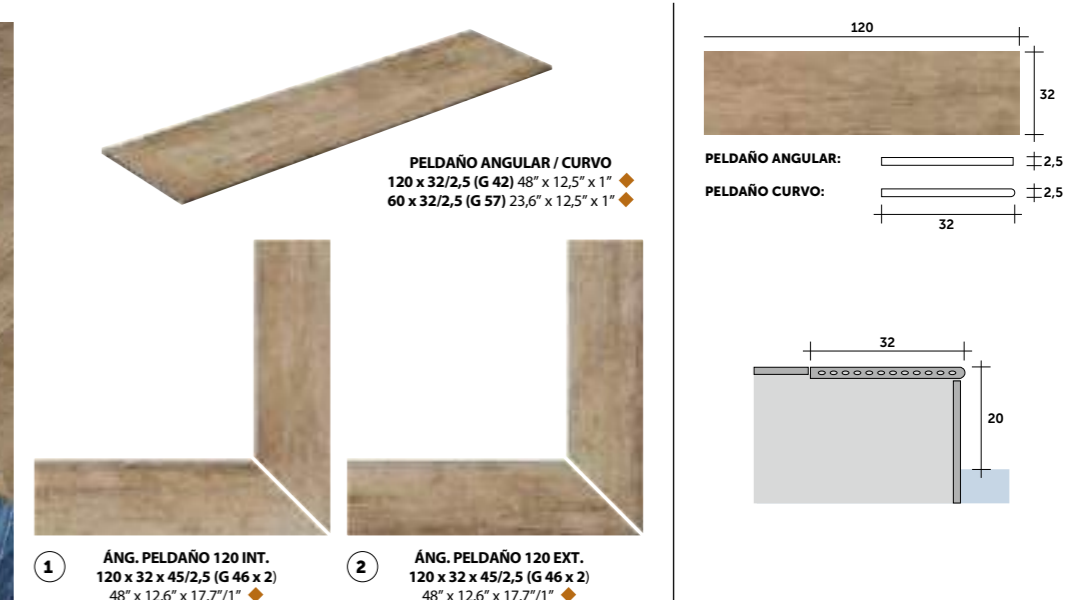 PELDAÑO ANGULAR / CURVO
120 x 32/2,5 (G 42) 48” x 12,5” x 1”
60 x 32/2,5 (G 57) 23,6” x 12,5” x 1”
1
ÁNG. PELDAÑO 120 INT.
120 x 32 x 45/2,5 (G 46 x 2)
48” x 12,6” x 17,7”/1”
2
ÁNG. PELDAÑO 120 EXT.
120 x 32 x 45/2,5 (G 46 x 2)
48” x 12,6” x 17,7”/1”
120
32
PELDAÑO ANGULAR:
2,5
PELDAÑO CURVO:
2,5
32
32
20